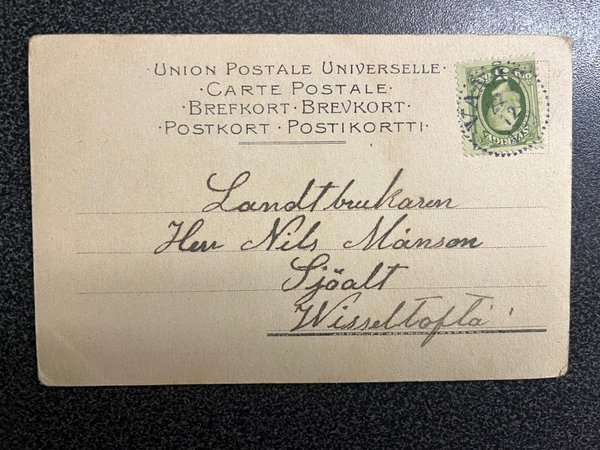 · UNION POSTALE UNIVERSELLE ·
· CARTE POSTALE ·
· BREFKORT · BREVKORT ·
· POSTKORT · POSTIKORTTI ·
Landtbrukaren
Herr Nils Månson
Sjöalt
Wisseltofta